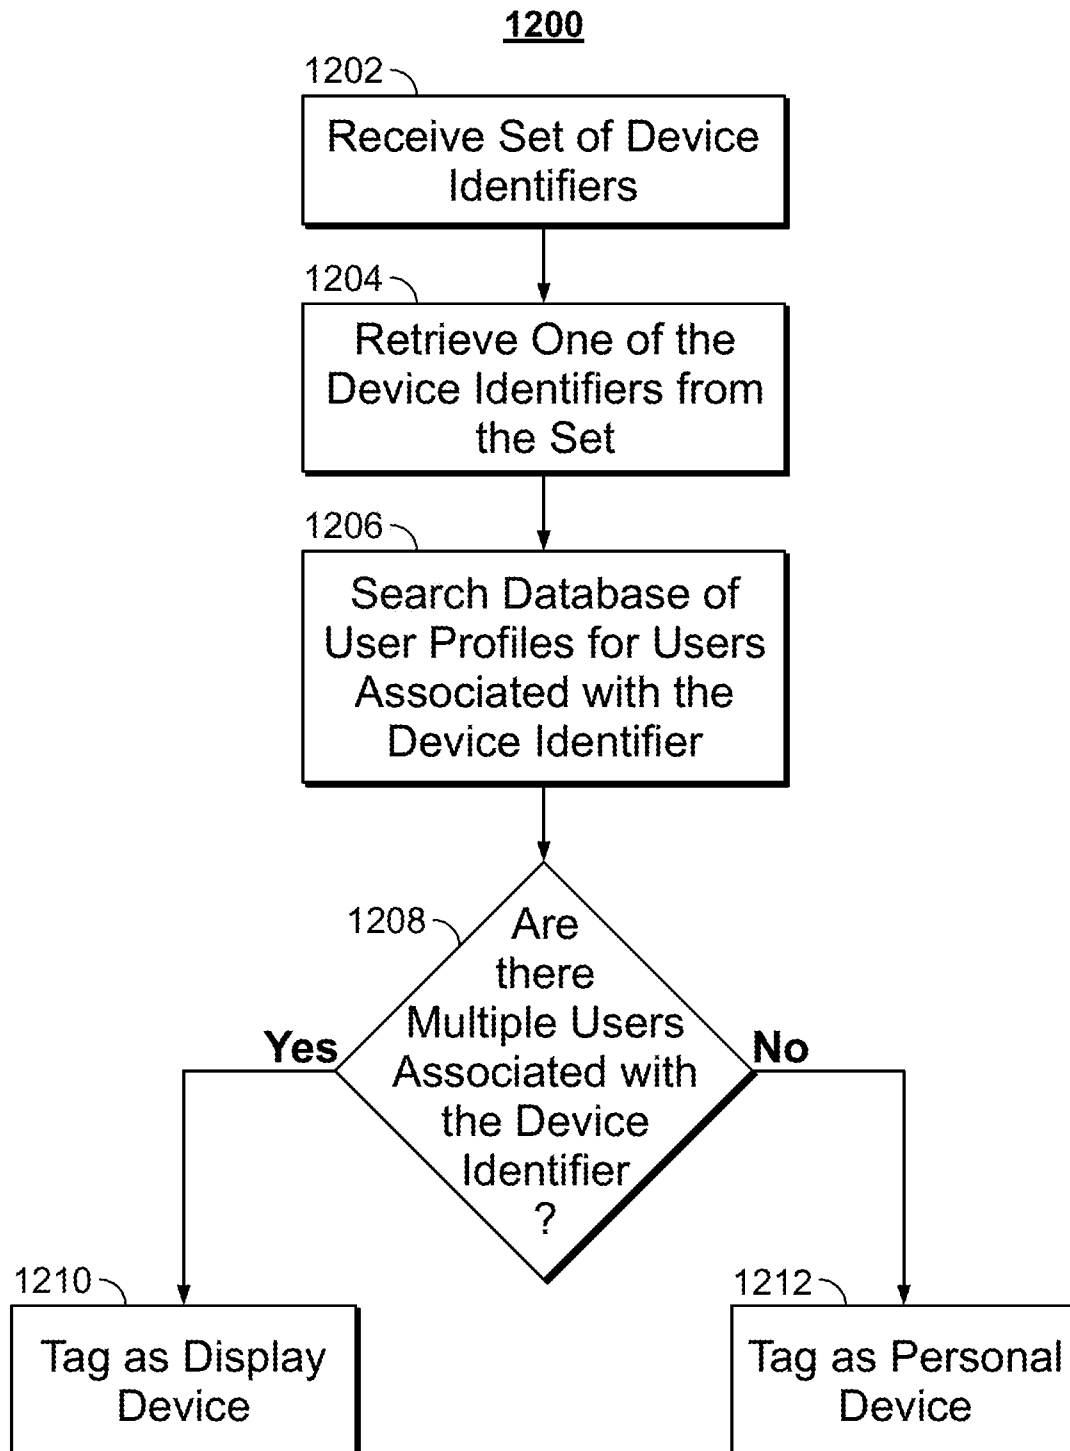 1200
1202
Receive Set of Device
Identifiers
1204
Retrieve One of the
Device Identifiers from
the Set
1206
Search Database of
User Profiles for Users
Associated with the
Device Identifier
1208
Are
there
Multiple Users
Associated with
the Device
Identifier
?
Yes
No
1210
Tag as Display
Device
1212
Tag as Personal
Device